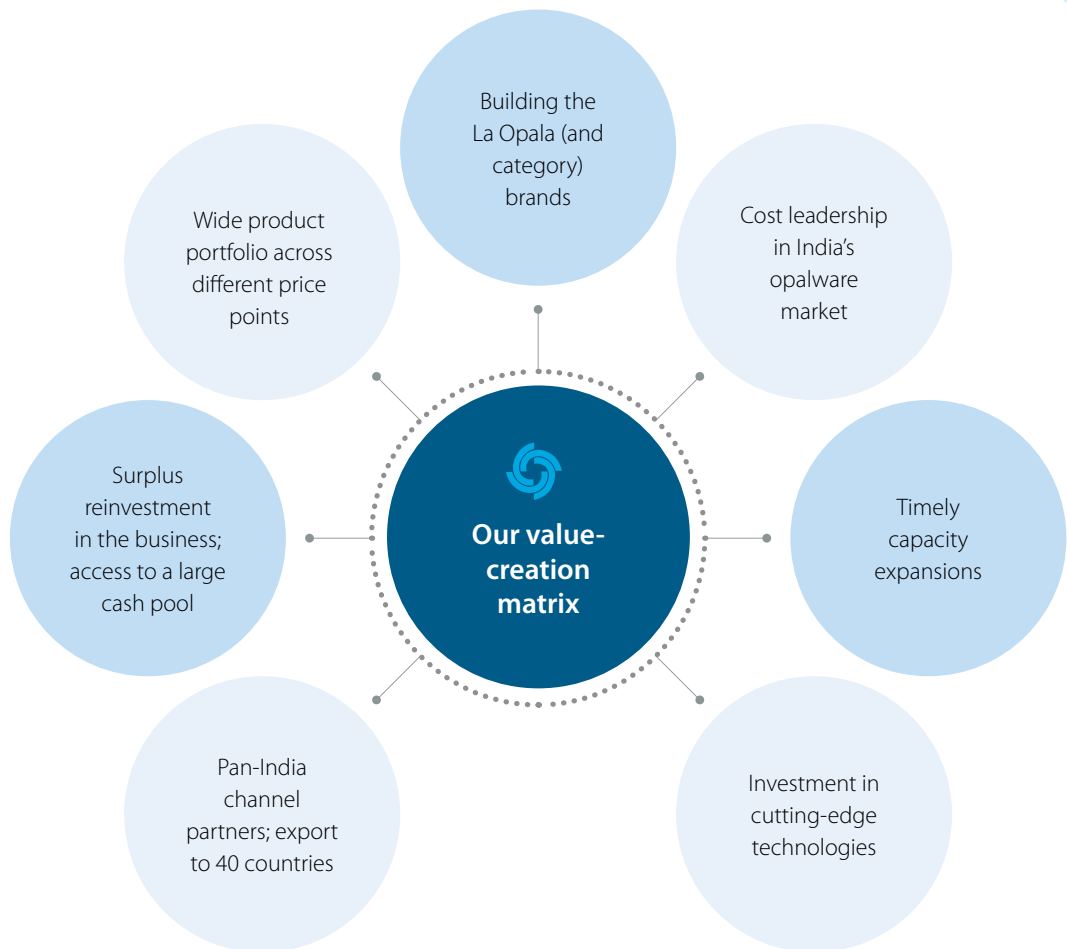 Building the
La Opala (and
category)
brands
Cost leadership
in India’s
opalware
market
Timely
capacity
expansions
Investment in
cutting-edge
technologies
Pan-India
channel
partners; export
to 40 countries
Surplus
reinvestment
in the business;
access to a large
cash pool
Wide product
portfolio across
different price
points
Our value-
creation
matrix